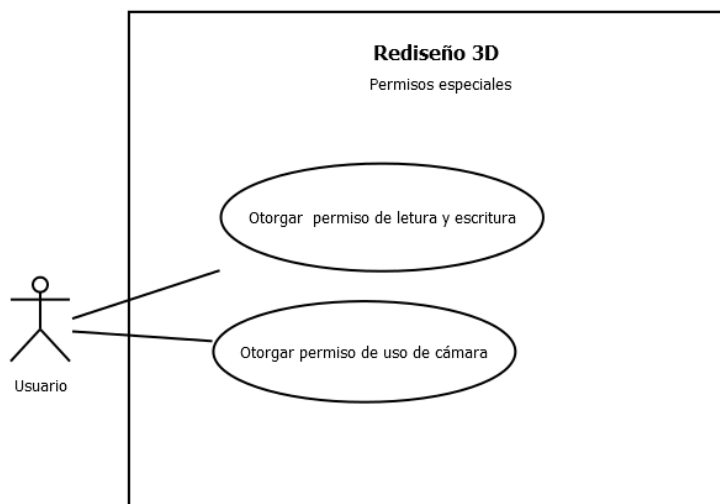 Rediseño 3D
Permisos especiales
Otorgar permiso de letura y escritura
Otorgar permiso de uso de cámara
Usuario